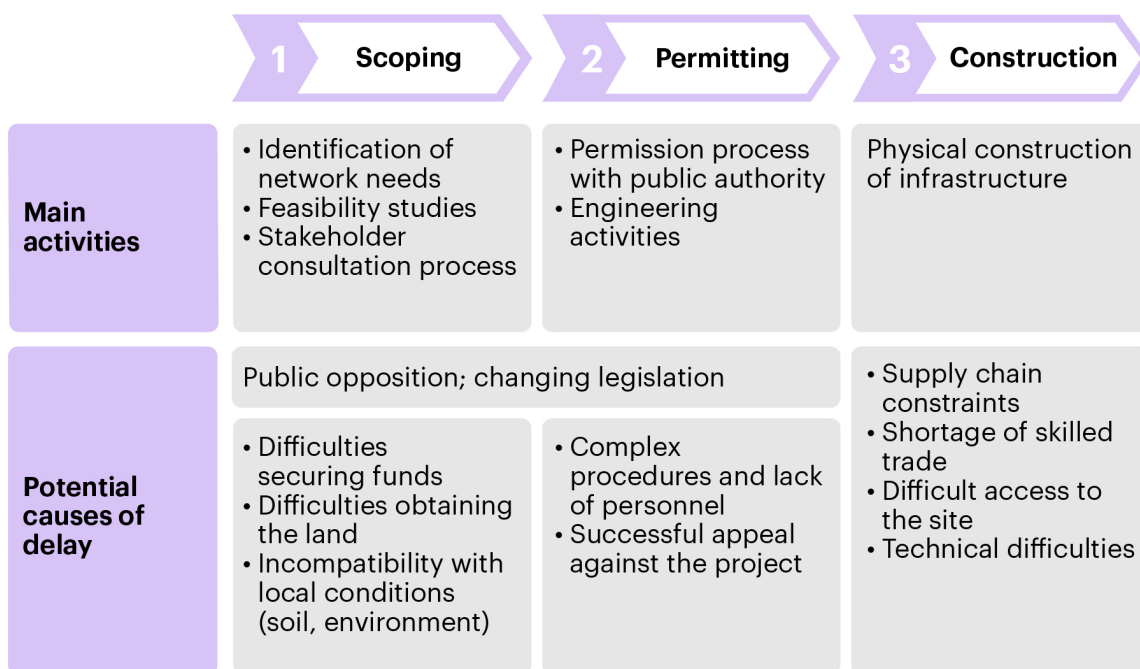 1 Scoping
2 Permitting
3 Construction
Main
activities
• Identification of
network needs
• Feasibility studies
• Stakeholder
consultation process
• Permission process
with public authority
• Engineering
activities
Physical construction
of infrastructure
Potential
causes of
delay
Public opposition; changing legislation
• Difficulties
securing funds
• Difficulties obtaining
the land
• Incompatibility with
local conditions
(soil, environment)
• Complex
procedures and lack
of personnel
• Successful appeal
against the project
• Supply chain
constraints
• Shortage of skilled
trade
• Difficult access to
the site
• Technical difficulties